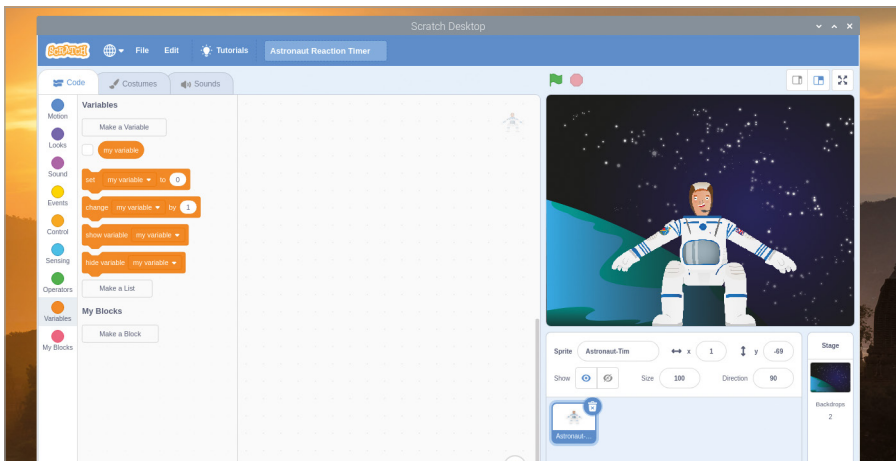 Scratch Desktop
SCRATCH File Edit Tutorials Astronaut Reaction Timer
Code Costumes Sounds
Motion
Looks
Sound
Events
Control
Sensing
Operators
Variables
My Blocks
Variables
Make a Variable
my variable
set my variable to 0
change my variable by 1
show variable my variable
hide variable my variable
Make a List
My Blocks
Make a Block
Sprite Astronaut-Tim x 1 y -69
Show Size 100 Direction 90
Astronaut-...
Stage
Backdrops
2